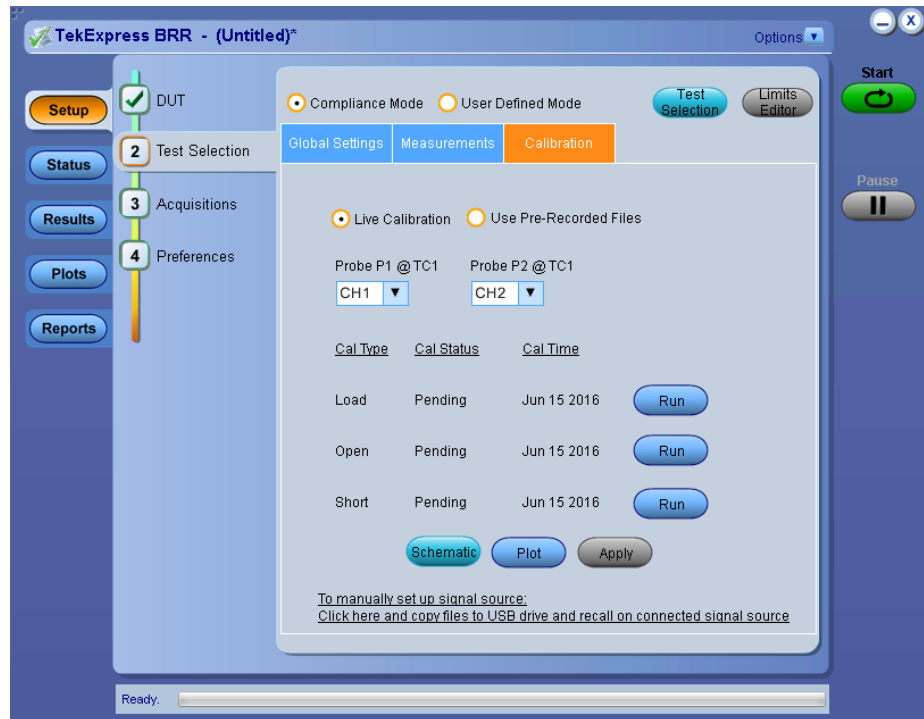 TekExpress BRR - (Untitled)*
Options
Start
Pause
Setup
Status
Results
Plots
Reports
DUT
2 Test Selection
3 Acquisitions
4 Preferences
Compliance Mode User Defined Mode
Test Selection
Limits Editor
Global Settings Measurements Calibration
Live Calibration Use Pre-Recorded Files
Probe P1 @ TC1 Probe P2 @ TC1
CH1 CH2
Cal Type Cal Status Cal Time
Load Pending Jun 15 2016 Run
Open Pending Jun 15 2016 Run
Short Pending Jun 15 2016 Run
Schematic Plot Apply
To manually set up signal source:
Click here and copy files to USB drive and recall on connected signal source
Ready.